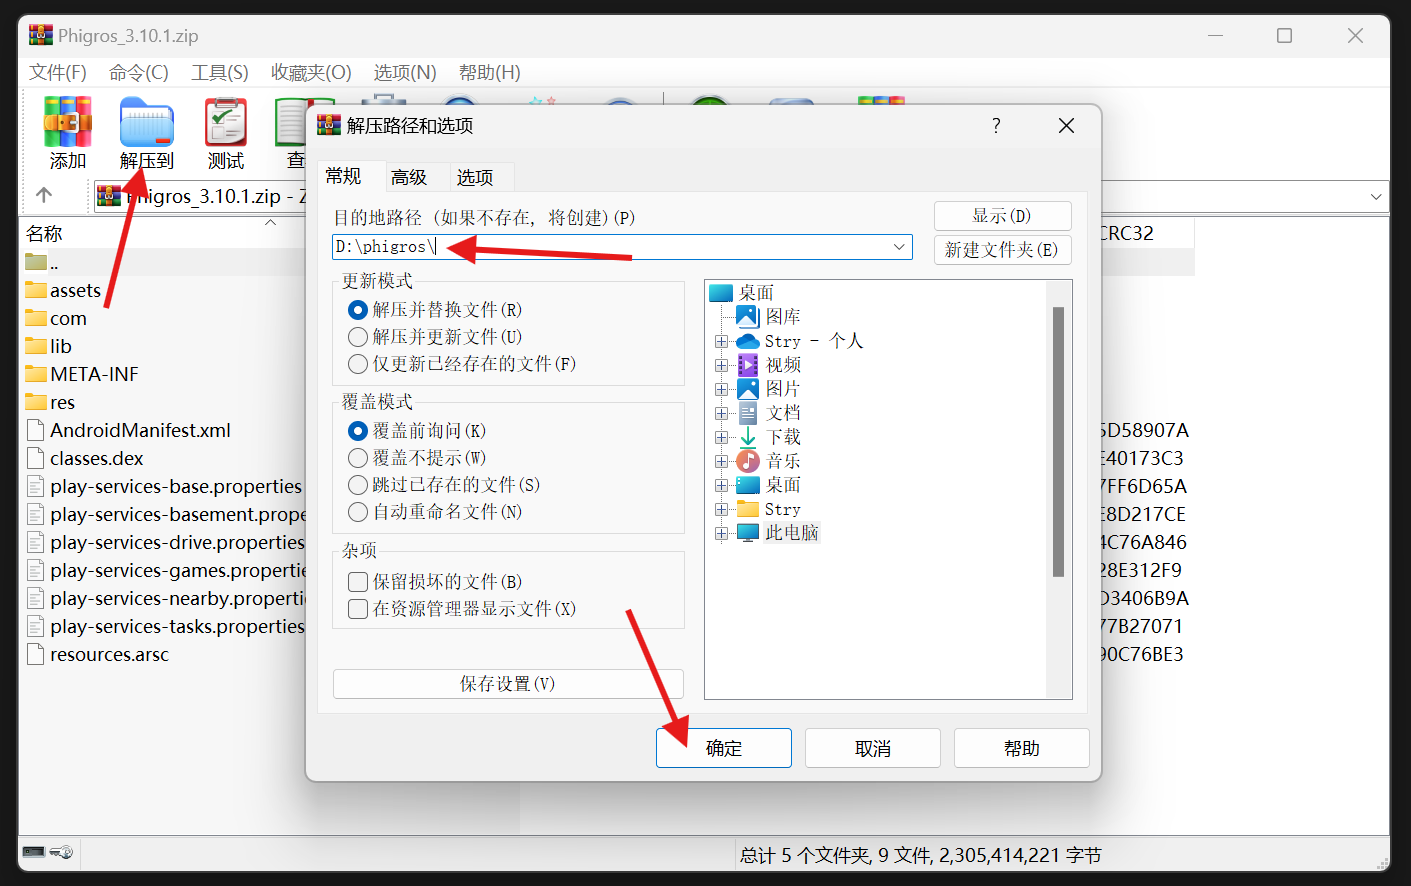 Phigros_3.10.1.zip
文件(F) 命令(C) 工具(S) 收藏夹(O) 选项(N) 帮助(H)
添加 解压到 测试 查
Phigros_3.10.1.zip -
名称
CRC32
..
assets
com
lib
META-INF
res
AndroidManifest.xml 5D58907A
classes.dex E40173C3
play-services-base.properties 7FF6D65A
play-services-basement.prope E8D217CE
play-services-drive.properties 4C76A846
play-services-games.propertie 28E312F9
play-services-nearby.properti D3406B9A
play-services-tasks.properties 77B27071
resources.arsc 90C76BE3
解压路径和选项
?
常规 高级 选项
目的地路径 (如果不存在, 将创建)(P)
显示(D)
D:\phigros\
新建文件夹(E)
更新模式
解压并替换文件(R)
解压并更新文件(U)
仅更新已经存在的文件(F)
覆盖模式
覆盖前询问(K)
覆盖不提示(W)
跳过已存在的文件(S)
自动重命名文件(N)
杂项
保留损坏的文件(B)
在资源管理器显示文件(X)
保存设置(V)
桌面
图库
Stry - 个人
视频
图片
文档
下载
音乐
桌面
Stry
此电脑
确定 取消 帮助
总计 5 个文件夹, 9 文件, 2,305,414,221 字节